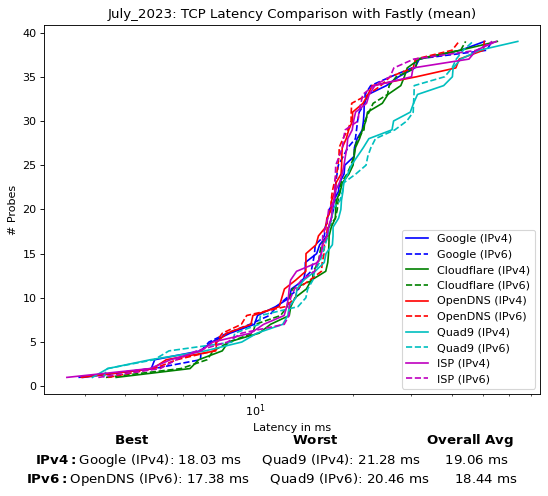 July_2023: TCP Latency Comparison with Fastly (mean)
40
35
30
25
20
15
10
5
0
# Probes
Google (IPv4)
Google (IPv6)
Cloudflare (IPv4)
Cloudflare (IPv6)
OpenDNS (IPv4)
OpenDNS (IPv6)
Quad9 (IPv4)
Quad9 (IPv6)
ISP (IPv4)
ISP (IPv6)
10¹
Latency in ms
Best Worst Overall Avg
IPv4: Google (IPv4): 18.03 ms Quad9 (IPv4): 21.28 ms 19.06 ms
IPv6: OpenDNS (IPv6): 17.38 ms Quad9 (IPv6): 20.46 ms 18.44 ms